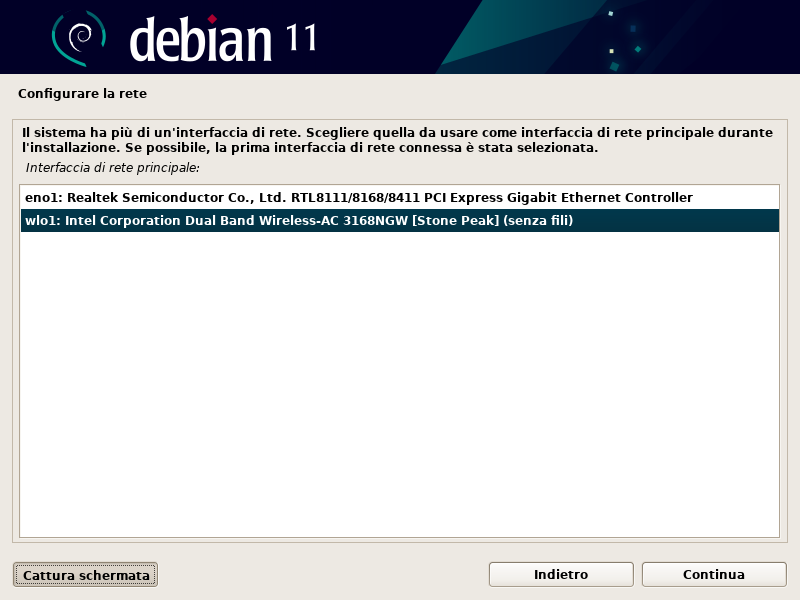 debian 11
Configurare la rete
Il sistema ha più di un'interfaccia di rete. Scegliere quella da usare come interfaccia di rete principale durante
l'installazione. Se possibile, la prima interfaccia di rete connessa è stata selezionata.
Interfaccia di rete principale:
eno1: Realtek Semiconductor Co., Ltd. RTL8111/8168/8411 PCI Express Gigabit Ethernet Controller
wlo1: Intel Corporation Dual Band Wireless-AC 3168NGW [Stone Peak] (senza fili)
Cattura schermata
Indietro
Continua